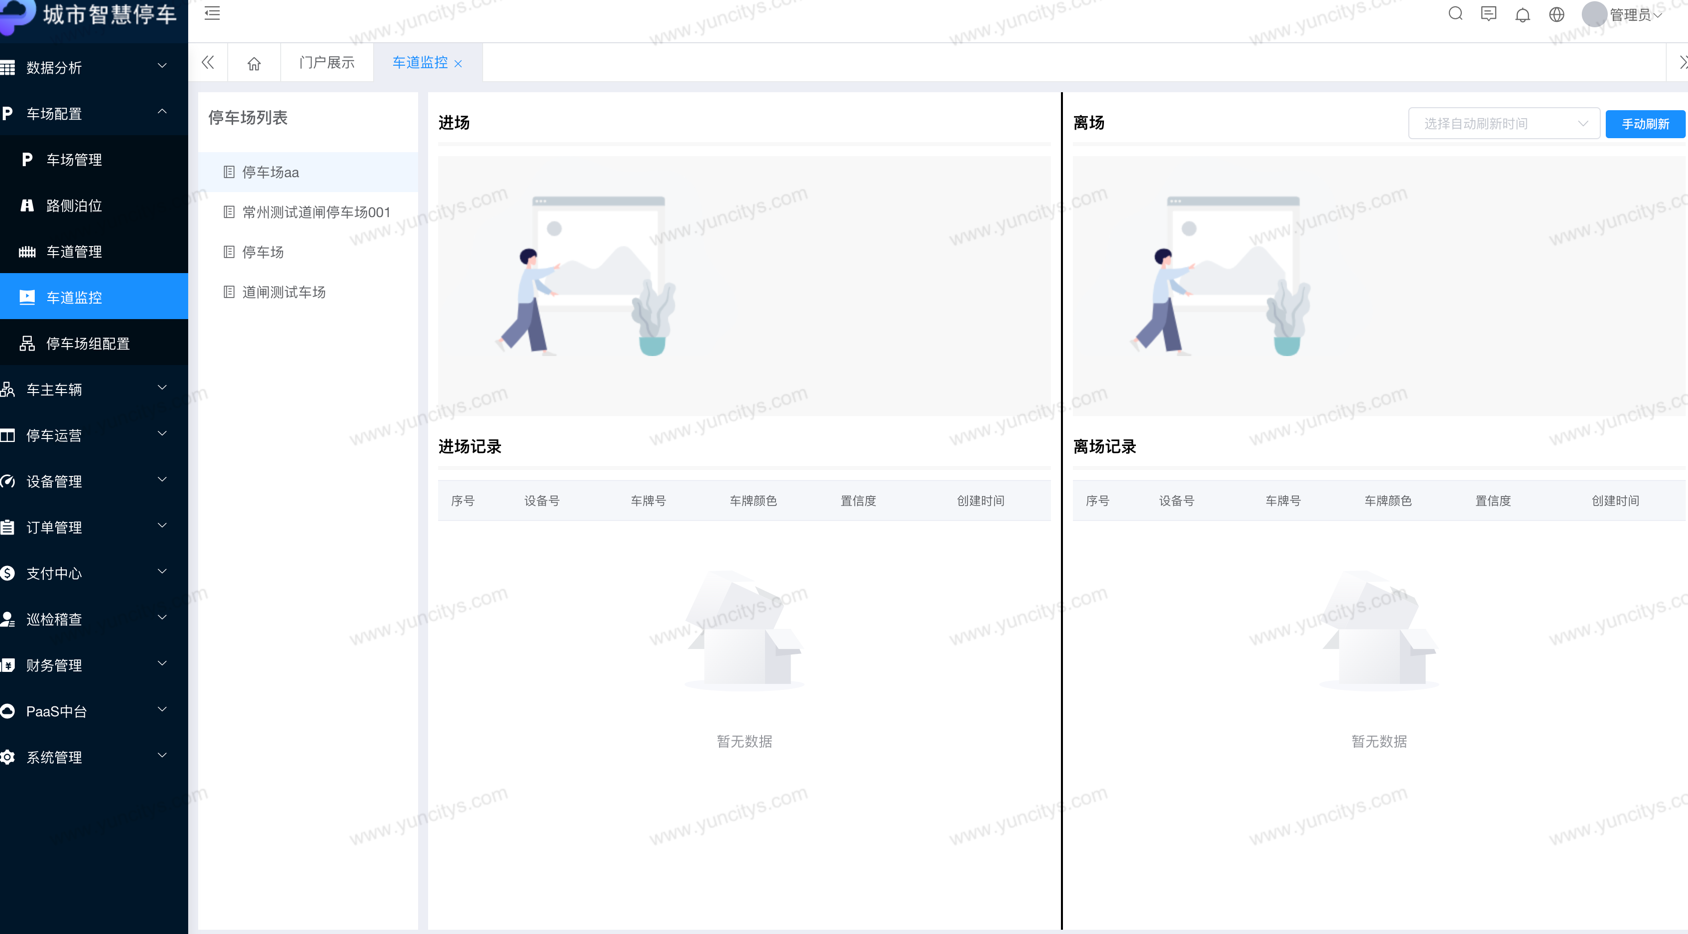 城市智慧停车
管理员
数据分析
车场配置
车场管理
路侧泊位
车道管理
车道监控
停车场组配置
车主车辆
停车运营
设备管理
订单管理
支付中心
巡检稽查
财务管理
PaaS中台
系统管理
门户展示
车道监控 ×
停车场列表
停车场aa
常州测试道闸停车场001
停车场
道闸测试车场
进场
进场记录
序号 设备号 车牌号 车牌颜色 置信度 创建时间
暂无数据
离场
选择自动刷新时间
手动刷新
离场记录
序号 设备号 车牌号 车牌颜色 置信度 创建时间
暂无数据
www.yuncitys.com